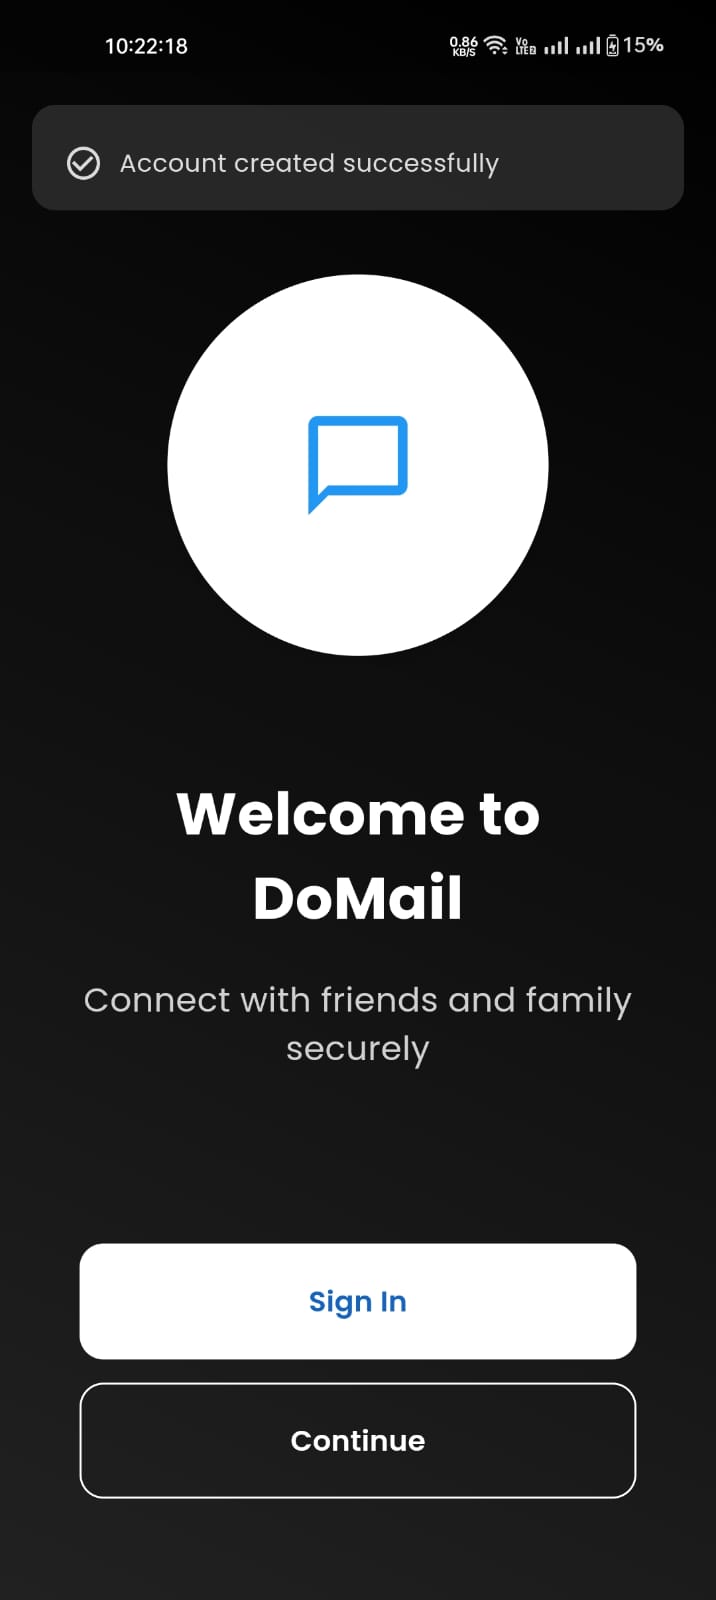 10:22:18
0.86 KB/S Vo LTE2 15%
Account created successfully
Welcome to
DoMail
Connect with friends and family
securely
Sign In
Continue